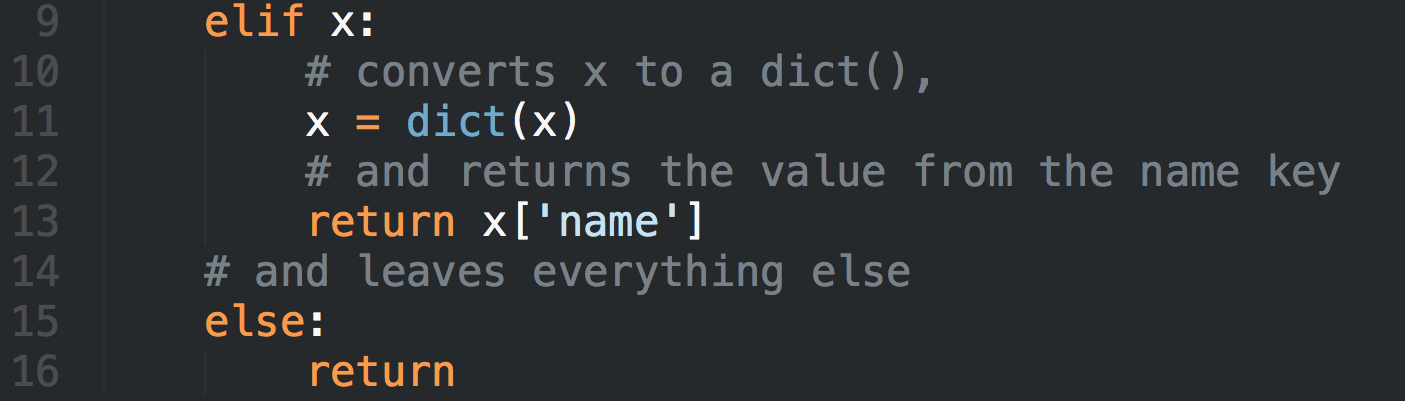 9 elif x:
10 # converts x to a dict(),
11 x = dict(x)
12 # and returns the value from the name key
13 return x['name']
14 # and leaves everything else
15 else:
16 return